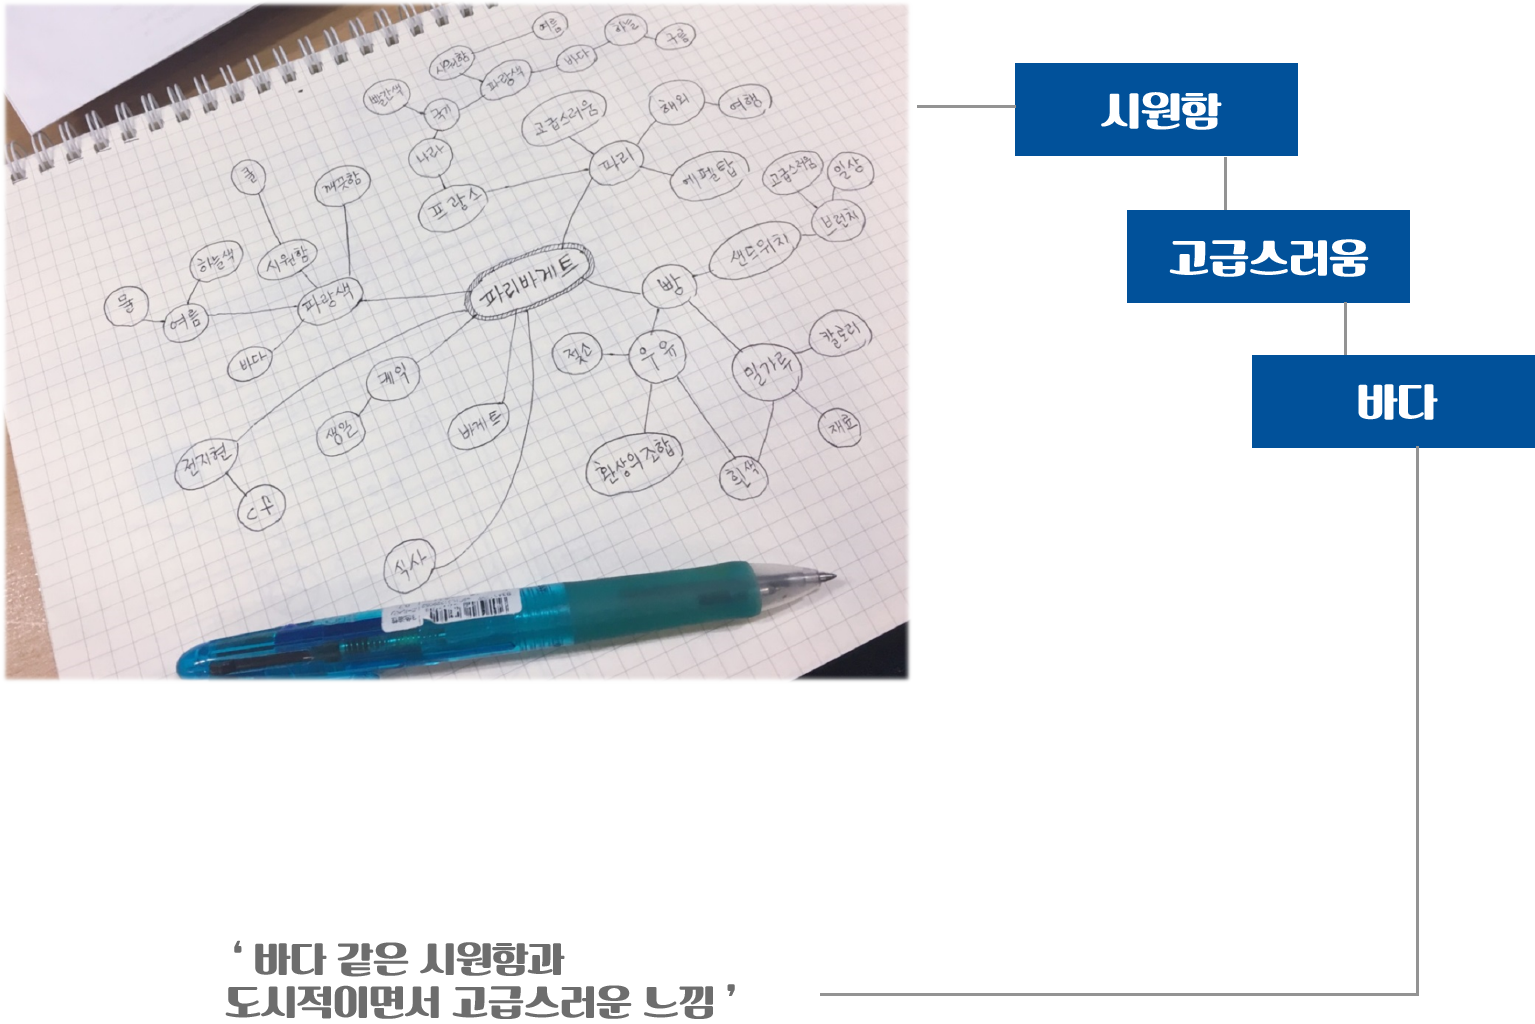 여름
하늘
구름
시원함
파랑색
바다
빨간색
국기
고급스러움
해외
여행
나라
파리
에펠탑
고급스러움
일상
쿨
깨끗함
프랑스
브런치
샌드위치
하늘색
시원함
파리바게트
빵
물
여름
파랑색
바다
케익
젖소
우유
밀가루
칼로리
생일
바게트
재료
전지현
환상의조합
흰색
CF
식사
시원함
고급스러움
바다
‘ 바다 같은 시원함과
도시적이면서 고급스러운 느낌 ’